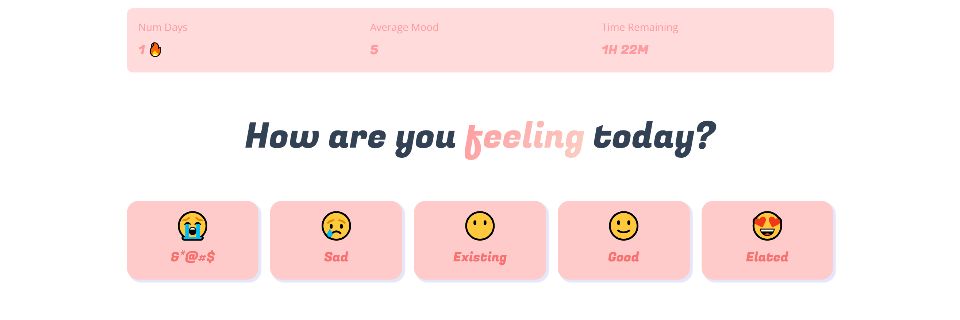 Num Days
Average Mood
Time Remaining
1 🔥
5
1H 22M
How are you feeling today?
&*@#$
Sad
Existing
Good
Elated